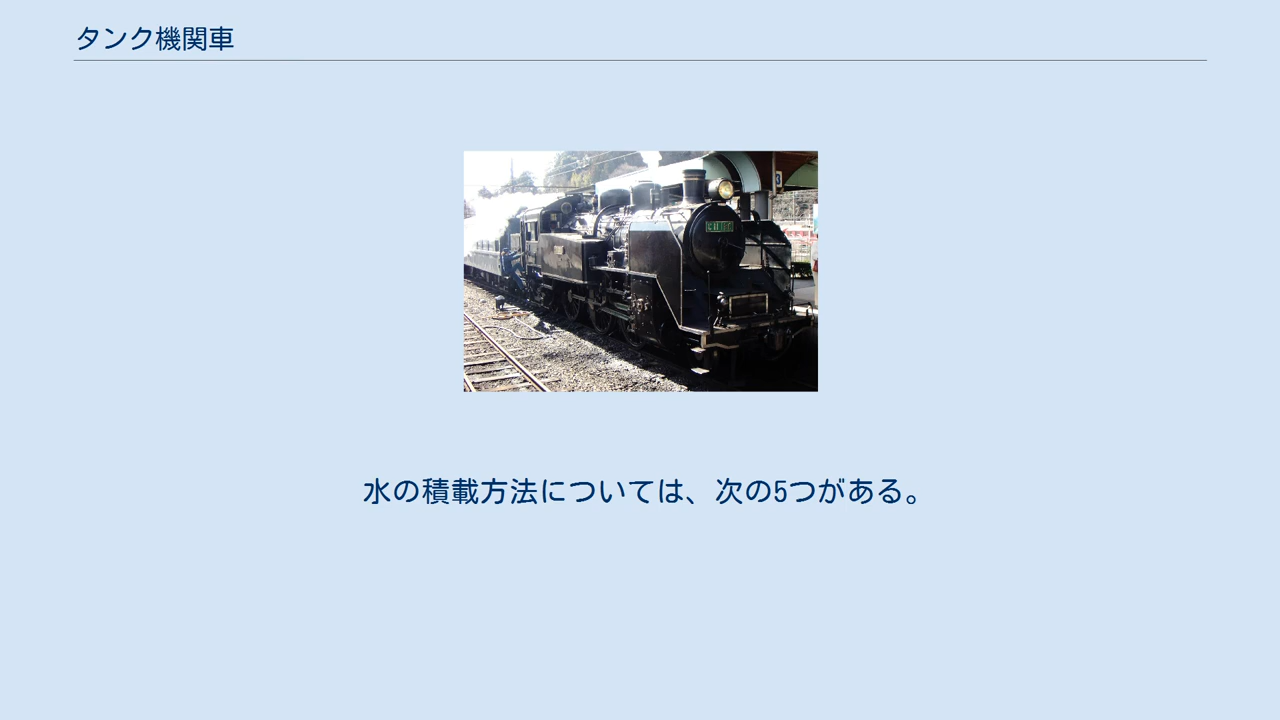 タンク機関車
水の積載方法については、次の5つがある。